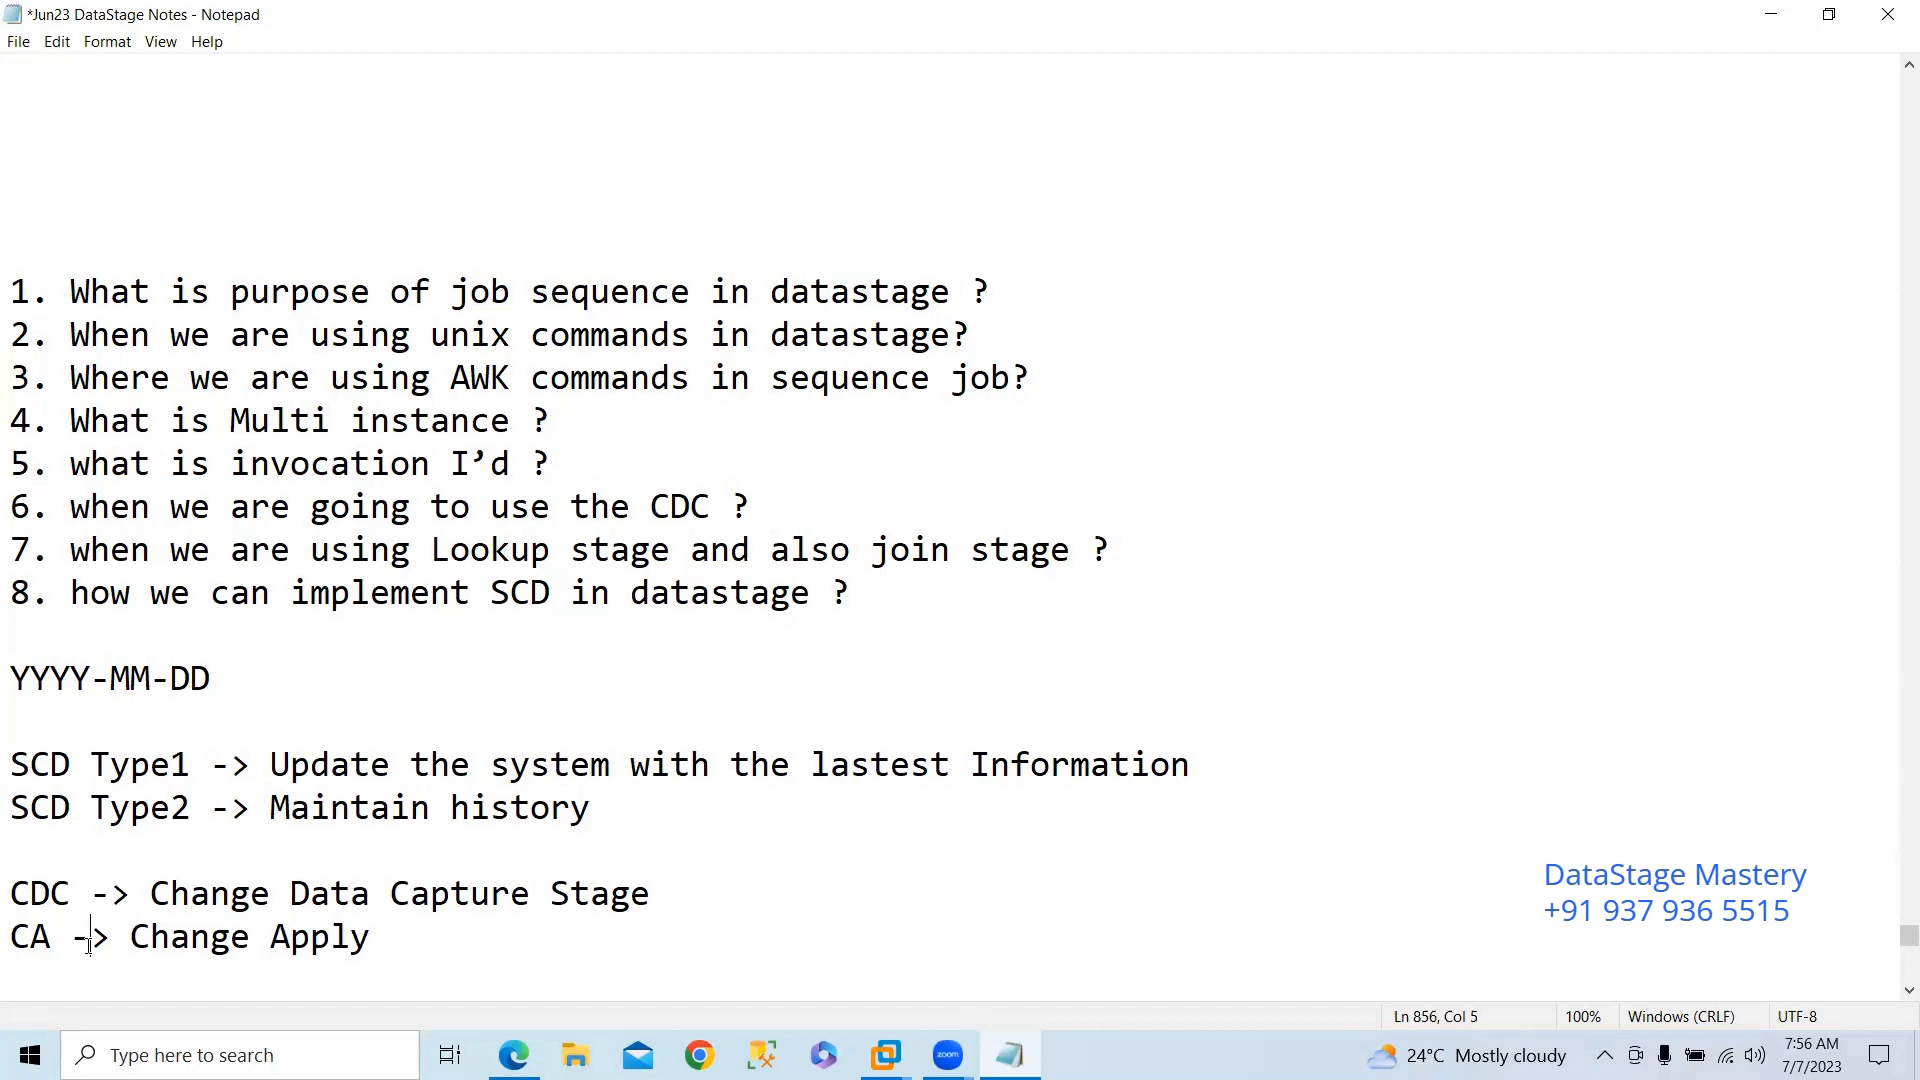 *Jun23 DataStage Notes - Notepad
File Edit Format View Help
1. What is purpose of job sequence in datastage ?
2. When we are using unix commands in datastage?
3. Where we are using AWK commands in sequence job?
4. What is Multi instance ?
5. what is invocation I’d ?
6. when we are going to use the CDC ?
7. when we are using Lookup stage and also join stage ?
8. how we can implement SCD in datastage ?
YYYY-MM-DD
SCD Type1 -> Update the system with the lastest Information
SCD Type2 -> Maintain history
CDC -> Change Data Capture Stage
CA -> Change Apply
DataStage Mastery
+91 937 936 5515
Ln 856, Col 5 100% Windows (CRLF) UTF-8
Type here to search
zoom
24°C Mostly cloudy
7:56 AM
7/7/2023